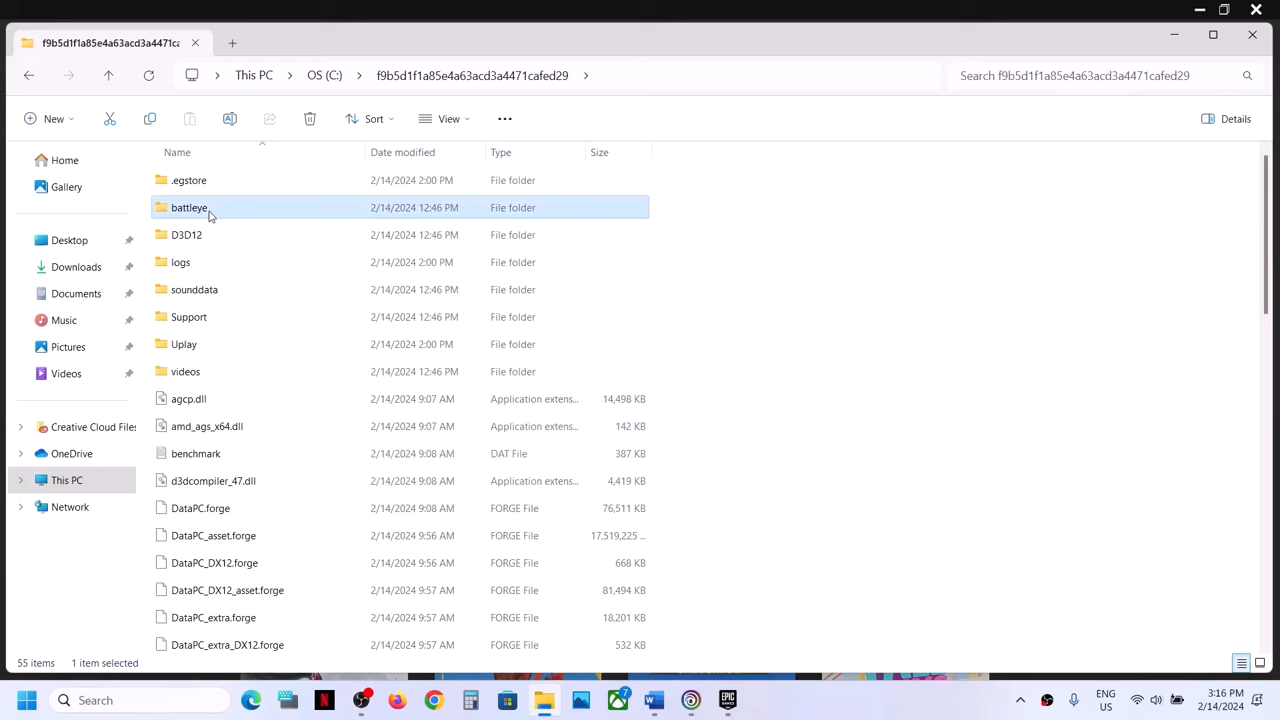 f9b5d1f1a85e4a63acd3a4471ca
This PC OS (C:) f9b5d1f1a85e4a63acd3a4471cafed29 Search f9b5d1f1a85e4a63acd3a4471cafed29
New Sort View Details
Name Date modified Type Size
Home
Gallery
Desktop
Downloads
Documents
Music
Pictures
Videos
Creative Cloud Files
OneDrive
This PC
Network
.egstore 2/14/2024 2:00 PM File folder
battleye 2/14/2024 12:46 PM File folder
D3D12 2/14/2024 12:46 PM File folder
logs 2/14/2024 2:00 PM File folder
sounddata 2/14/2024 12:46 PM File folder
Support 2/14/2024 12:46 PM File folder
Uplay 2/14/2024 2:00 PM File folder
videos 2/14/2024 12:46 PM File folder
agcp.dll 2/14/2024 9:07 AM Application extens... 14,498 KB
amd_ags_x64.dll 2/14/2024 9:07 AM Application extens... 142 KB
benchmark 2/14/2024 9:08 AM DAT File 387 KB
d3dcompiler_47.dll 2/14/2024 9:08 AM Application extens... 4,419 KB
DataPC.forge 2/14/2024 9:08 AM FORGE File 76,511 KB
DataPC_asset.forge 2/14/2024 9:56 AM FORGE File 17,519,225 ...
DataPC_DX12.forge 2/14/2024 9:56 AM FORGE File 668 KB
DataPC_DX12_asset.forge 2/14/2024 9:57 AM FORGE File 81,494 KB
DataPC_extra.forge 2/14/2024 9:57 AM FORGE File 18,201 KB
DataPC_extra_DX12.forge 2/14/2024 9:57 AM FORGE File 532 KB
55 items 1 item selected
Search
7
EPIC
GAMES
ENG
US
3:16 PM
2/14/2024